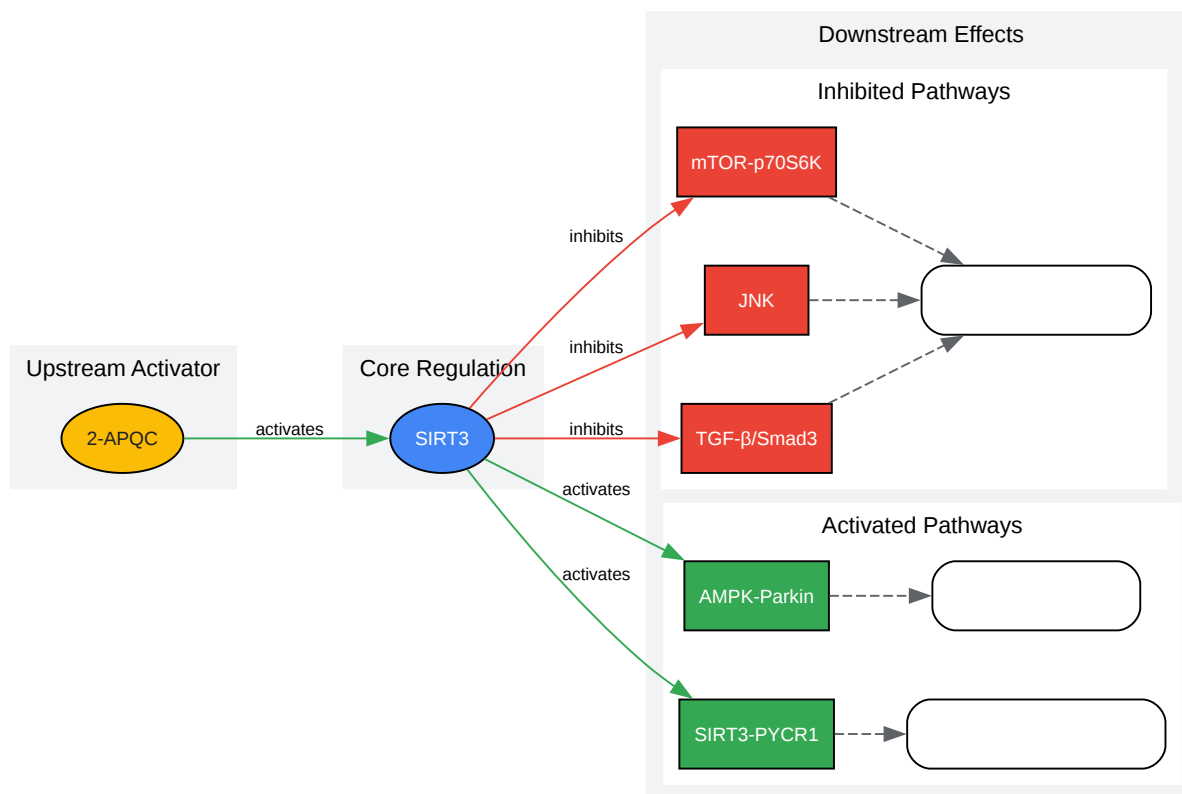 Downstream Effects
Inhibited Pathways
mTOR-p70S6K
inhibits
JNK
inhibits
Upstream Activator
Core Regulation
2-APQC
activates
SIRT3
inhibits
TGF-β/Smad3
activates
Activated Pathways
activates
AMPK-Parkin
SIRT3-PYCR1